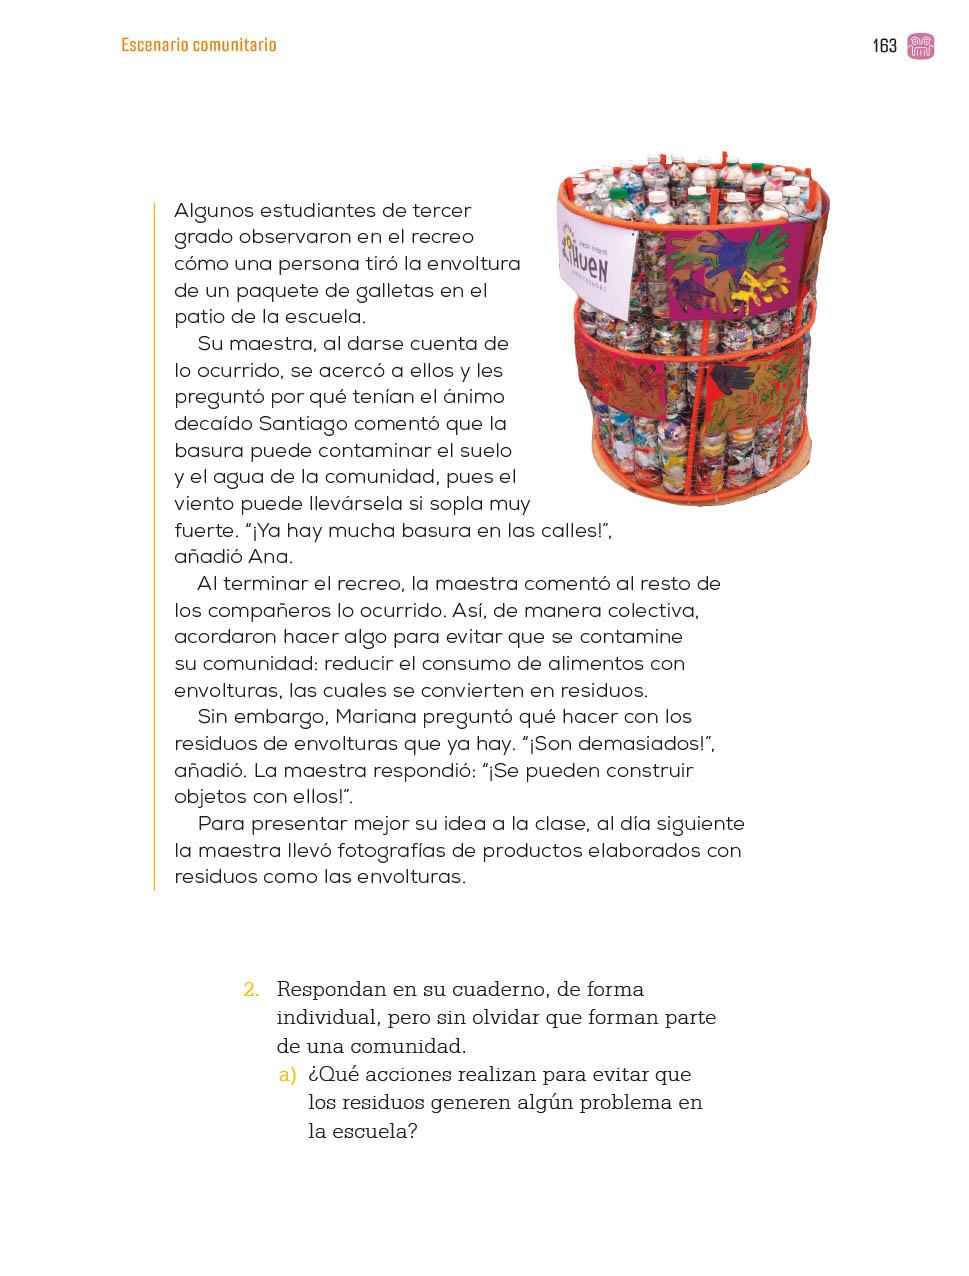 Escenario comunitario
163
Algunos estudiantes de tercer
grado observaron en el recreo
cómo una persona tiró la envoltura
de un paquete de galletas en el
patio de la escuela.
Su maestra, al darse cuenta de
lo ocurrido, se acercó a ellos y les
preguntó por qué tenían el ánimo
decaído Santiago comentó que la
basura puede contaminar el suelo
y el agua de la comunidad, pues el
viento puede llevársela si sopla muy
fuerte. “¡Ya hay mucha basura en las calles!”,
añadió Ana.
Al terminar el recreo, la maestra comentó al resto de
los compañeros lo ocurrido. Así, de manera colectiva,
acordaron hacer algo para evitar que se contamine
su comunidad: reducir el consumo de alimentos con
envolturas, las cuales se convierten en residuos.
Sin embargo, Mariana preguntó qué hacer con los
residuos de envolturas que ya hay. “¡Son demasiados!”,
añadió. La maestra respondió: “¡Se pueden construir
objetos con ellos!”.
Para presentar mejor su idea a la clase, al día siguiente
la maestra llevó fotografías de productos elaborados con
residuos como las envolturas.
Jardín Infantil
MONTESSORI
2. Respondan en su cuaderno, de forma
individual, pero sin olvidar que forman parte
de una comunidad.
a) ¿Qué acciones realizan para evitar que
los residuos generen algún problema en
la escuela?